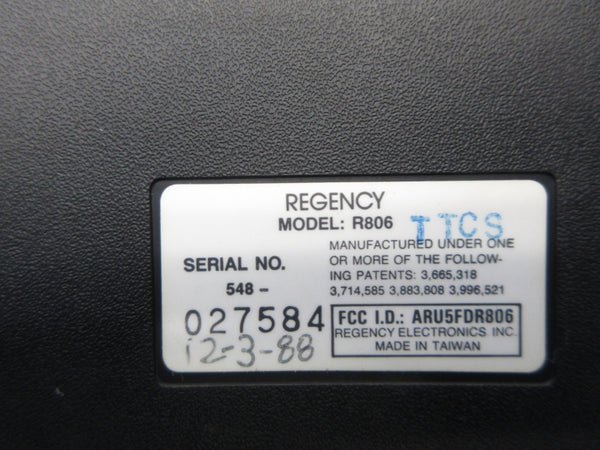 REGENCY
MODEL: R806
TTCS
MANUFACTURED UNDER ONE
OR MORE OF THE FOLLOW-
ING PATENTS: 3,665,318
3,714,585 3,883,808 3,996,521
SERIAL NO.
548 -
027584
12-3-88
FCC I.D.: ARU5FDR806
REGENCY ELECTRONICS INC.
MADE IN TAIWAN